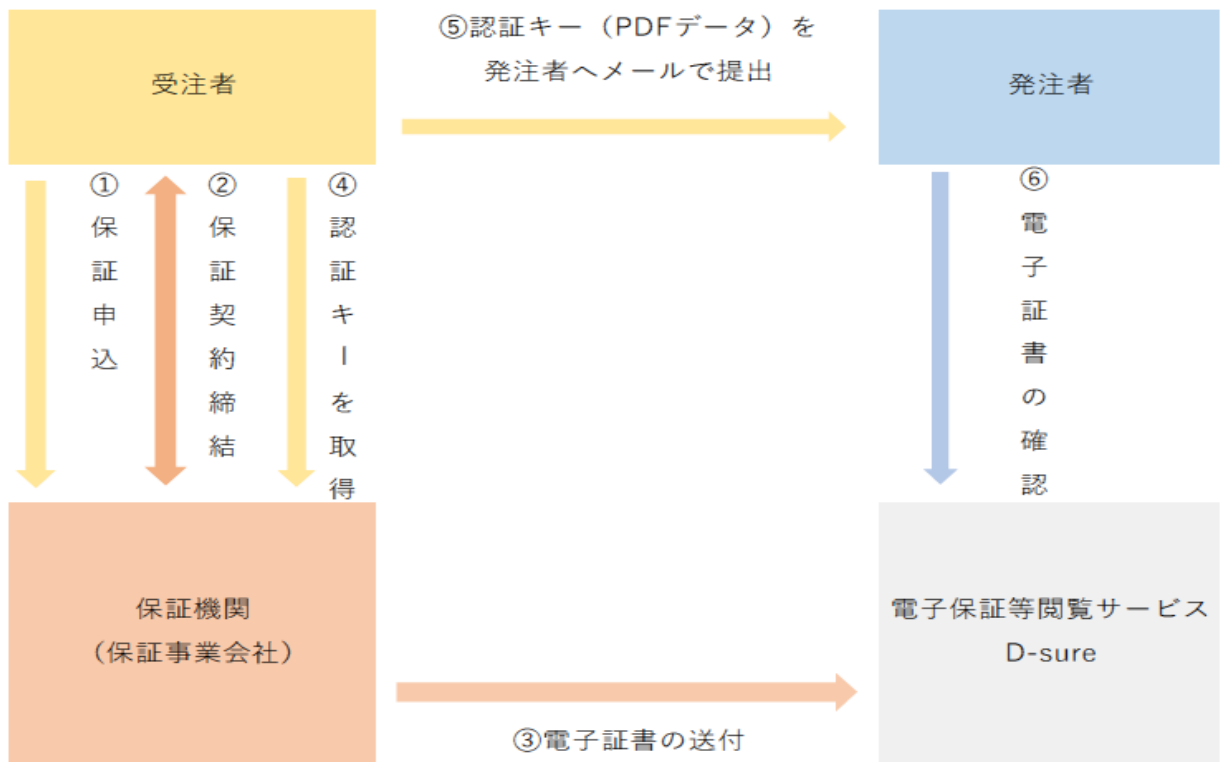 受注者
⑤認証キー（PDFデータ）を
発注者へメールで提出
発注者
①保証申込
②保証契約締結
④認証キーを取得
⑥電子証書の確認
保証機関
（保証事業会社）
電子保証等閲覧サービス
D-sure
③電子証書の送付